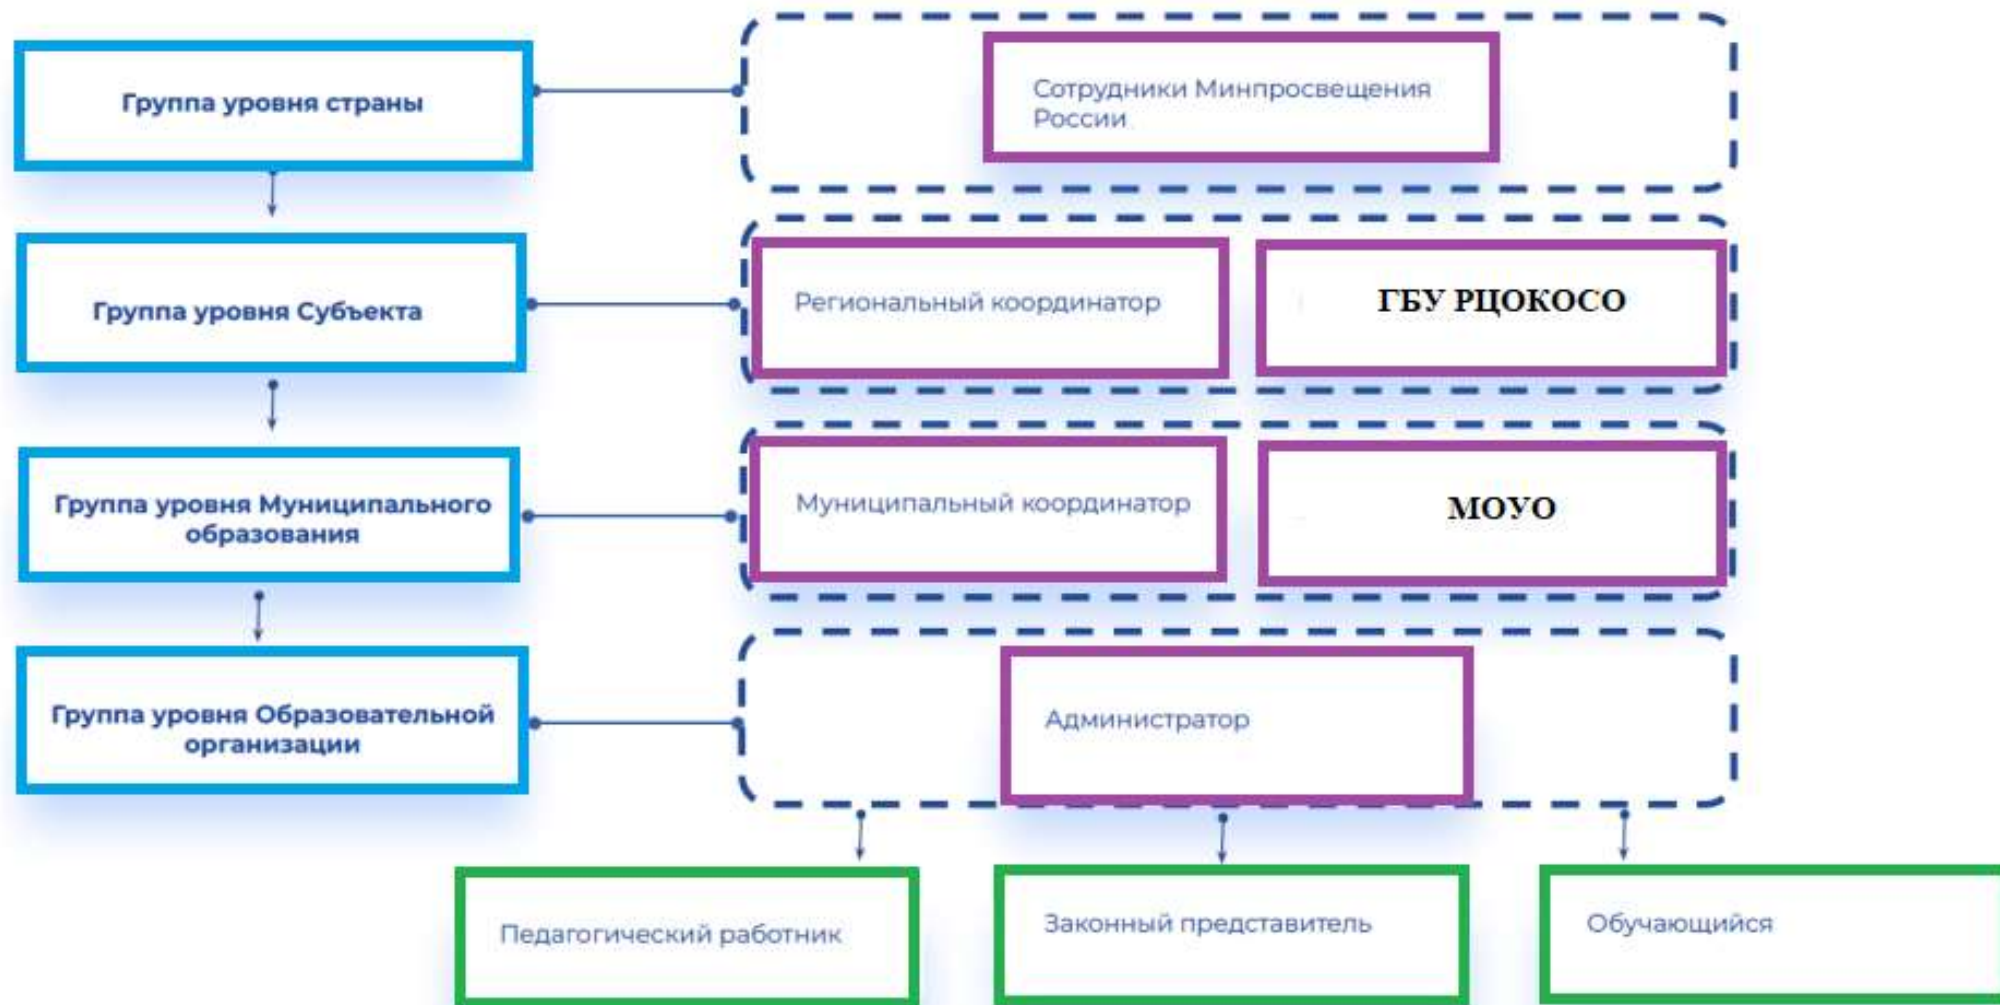 Группа уровня страны
Сотрудники Минпросвещения
России
Группа уровня Субъекта
Региональный координатор
ГБУ РЦОКОСО
Группа уровня Муниципального
образования
Муниципальный координатор
МОУО
Группа уровня Образовательной
организации
Администратор
Педагогический работник
Законный представитель
Обучающийся